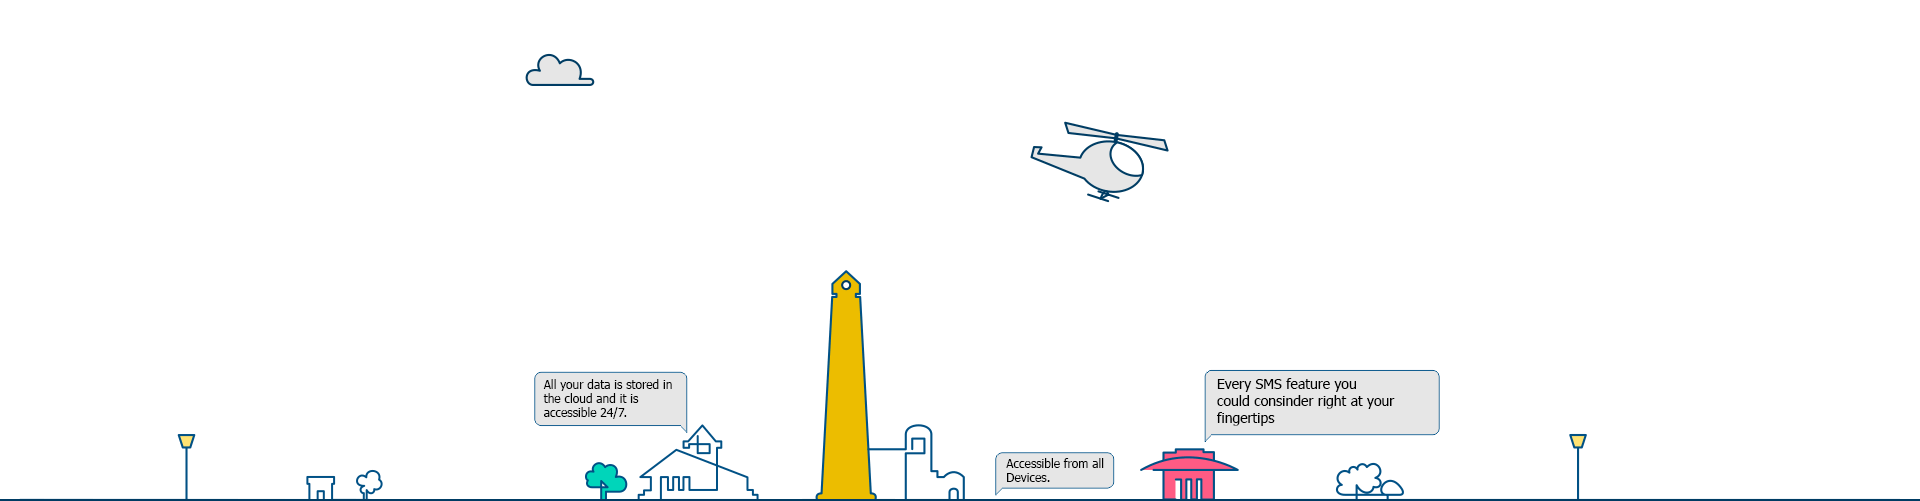 All your data is stored in
the cloud and it is
accessible 24/7.
Accessible from all
Devices.
Every SMS feature you
could consinder right at your
fingertips